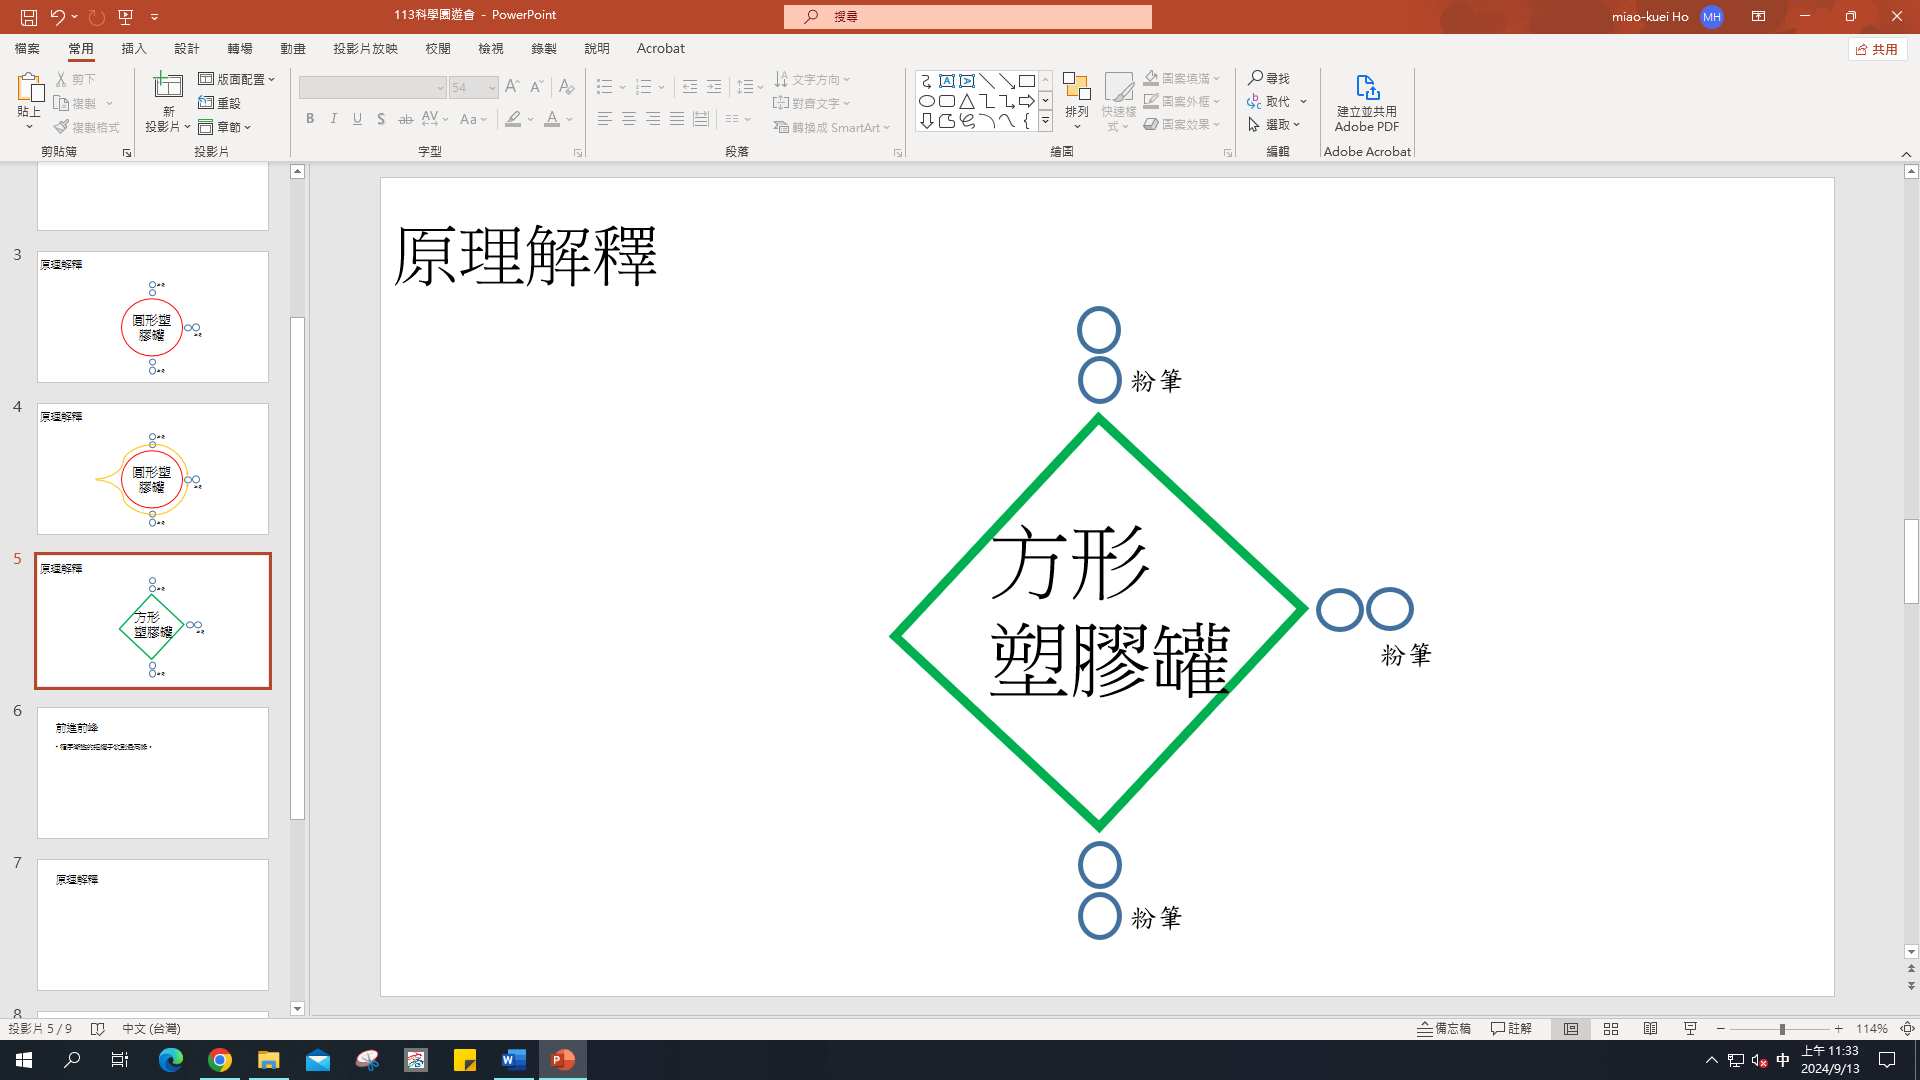 113科學園遊會 - PowerPoint
搜尋
miao-kuei Ho
MH
檔案 常用 插入 設計 轉場 動畫 投影片放映 校閱 檢視 錄製 說明 Acrobat
共用
貼上
剪下
複製
複製格式
剪貼簿
新
投影片
版面配置
重設
章節
投影片
54
B I U S ab AV Aa A
字型
文字方向
對齊文字
轉換成 SmartArt
段落
排列
快速樣
式
圖案填滿
圖案外框
圖案效果
繪圖
尋找
取代
選取
編輯
建立並共用
Adobe PDF
Adobe Acrobat
3
原理解釋
圓形塑
膠罐
4
原理解釋
圓形塑
膠罐
5
原理解釋
方形
塑膠罐
6
前進前峰
7
原理解釋
8
原理解釋
粉筆
方形
塑膠罐
粉筆
粉筆
投影片 5 / 9
中文 (台灣)
備忘稿
註解
114%
中
上午 11:33
2024/9/13